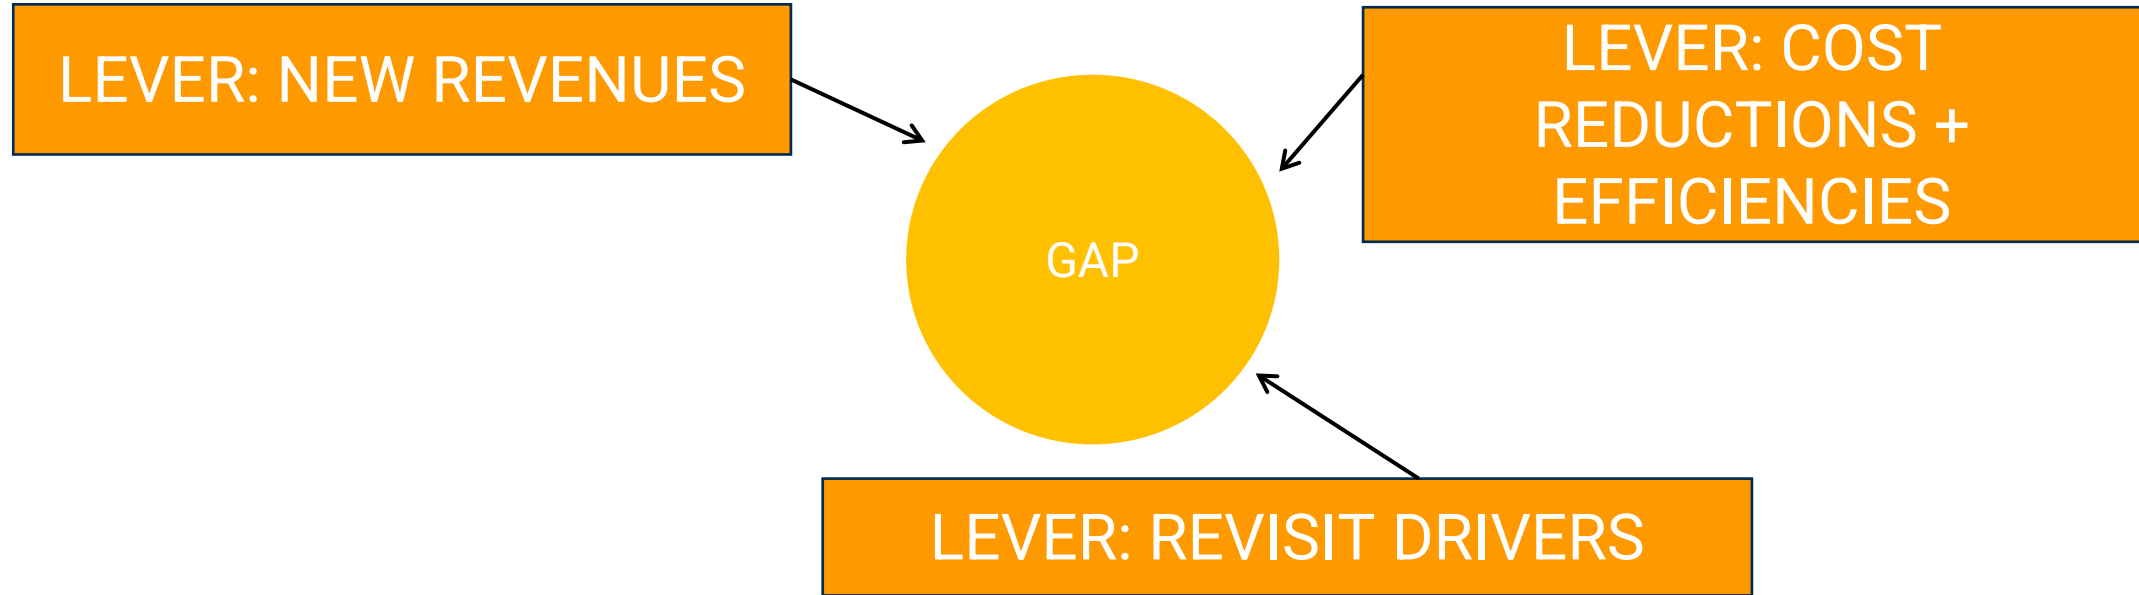 LEVER: NEW REVENUES
LEVER: COST
REDUCTIONS +
EFFICIENCIES
GAP
LEVER: REVISIT DRIVERS